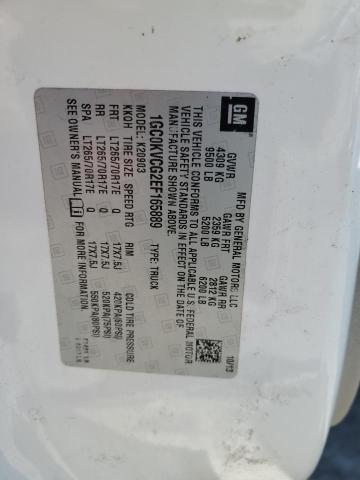 GM
MFD BY GENERAL MOTORS LLC 10/13
GVWR GAWR FRT GAWR RR
4309 KG 2359 KG 2812 KG
9500 LB 5200 LB 6200 LB
THIS VEHICLE CONFORMS TO ALL APPLICABLE U.S. FEDERAL MOTOR
VEHICLE SAFETY STANDARDS IN EFFECT ON THE DATE OF
MANUFACTURE SHOWN ABOVE.
1GC0KVCG2EF165889 TYPE: TRUCK
MODEL: K20903
KKOH TIRE SIZE SPEED RTG RIM COLD TIRE PRESSURE
FRT LT265/70R17E Q 17X7.5J 420KPA(60PSI)
RR LT265/70R17E Q 17X7.5J 520KPA(75PSI)
SPA LT265/70R17E Q 17X7.5J 550KPA(80PSI)
SEE OWNER'S MANUAL FOR MORE INFORMATION.